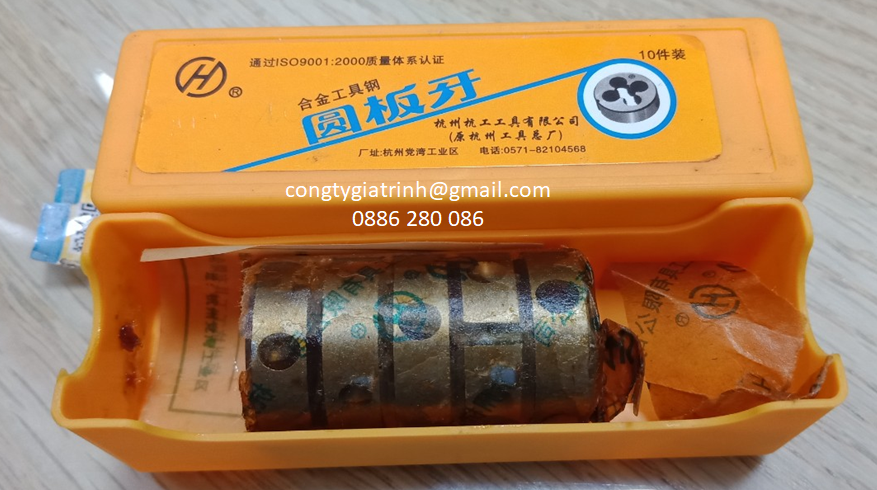 通过ISO9001:2000质量体系认证
10件装
合金工具钢
圆板牙
杭州杭工工具有限公司
(原杭州工具总厂)
厂址:杭州党湾工业区 电话:0571-82104568
H ®
congtygiatrinh@gmail.com
0886 280 086
H ®